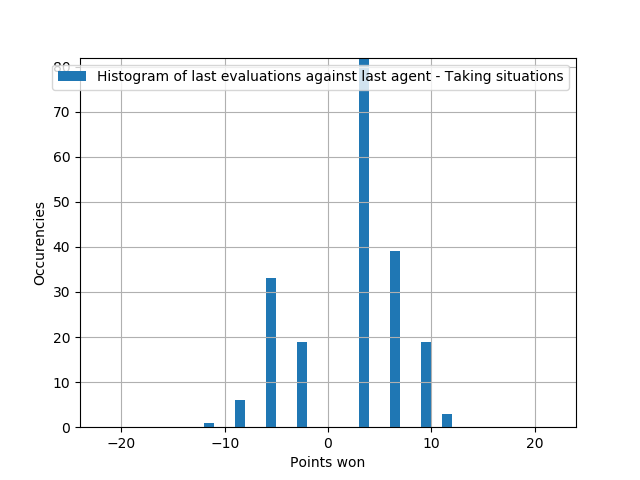 Histogram of last evaluations against last agent - Taking situations
80
70
60
50
40
30
20
10
0
Occurencies
−20 −10 0 10 20
Points won